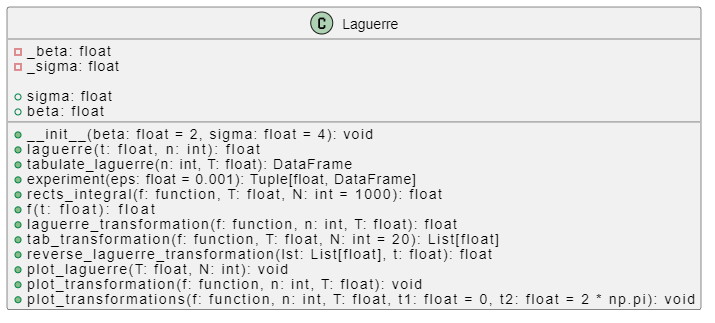 C Laguerre
_beta: float
_sigma: float
sigma: float
beta: float
__init__(beta: float = 2, sigma: float = 4): void
laguerre(t: float, n: int): float
tabulate_laguerre(n: int, T: float): DataFrame
experiment(eps: float = 0.001): Tuple[float, DataFrame]
rects_integral(f: function, T: float, N: int = 1000): float
f(t: float): float
laguerre_transformation(f: function, n: int, T: float): float
tab_transformation(f: function, T: float, N: int = 20): List[float]
reverse_laguerre_transformation(lst: List[float], t: float): float
plot_laguerre(T: float, N: int): void
plot_transformation(f: function, n: int, T: float): void
plot_transformations(f: function, n: int, T: float, t1: float = 0, t2: float = 2 * np.pi): void